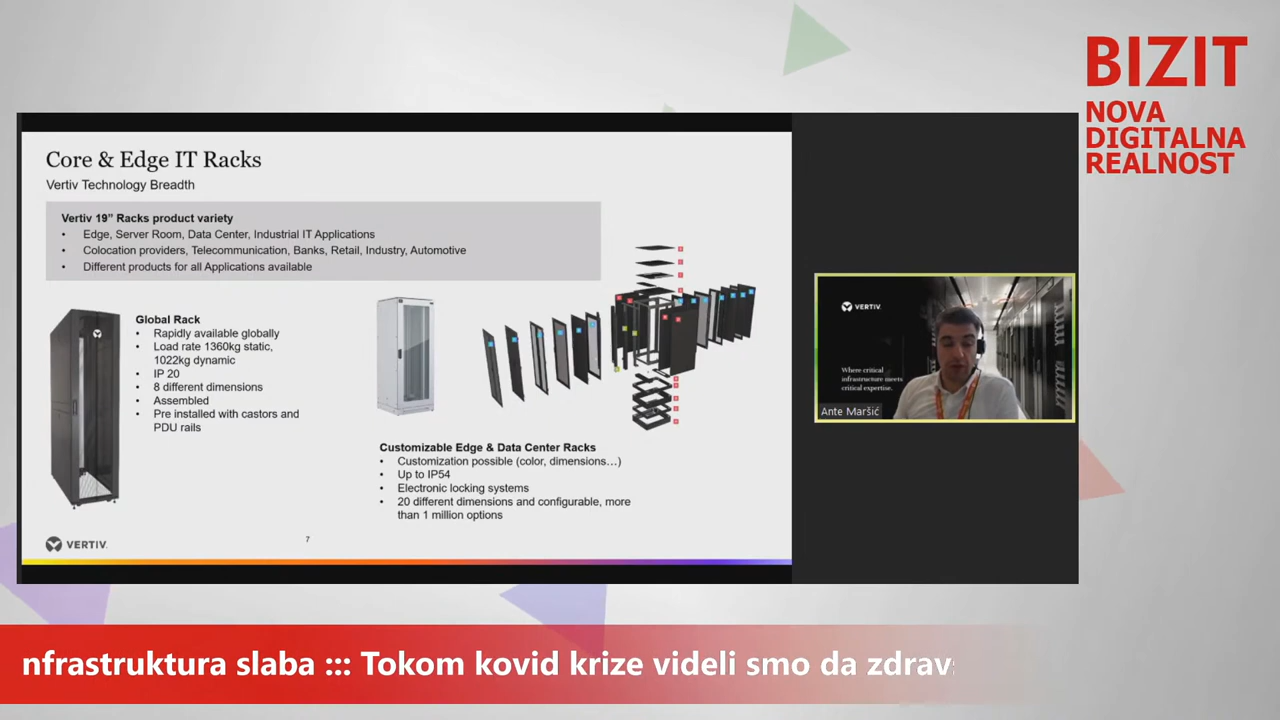 BIZIT
NOVA
DIGITALNA
REALNOST
Core & Edge IT Racks
Vertiv Technology Breadth
Vertiv 19" Racks product variety
• Edge, Server Room, Data Center, Industrial IT Applications
• Colocation providers, Telecommunication, Banks, Retail, Industry, Automotive
• Different products for all Applications available
Global Rack
• Rapidly available globally
• Load rate 1360kg static,
1022kg dynamic
• IP 20
• 8 different dimensions
• Assembled
• Pre installed with castors and
PDU rails
Customizable Edge & Data Center Racks
• Customization possible (color, dimensions…)
• Up to IP54
• Electronic locking systems
• 20 different dimensions and configurable, more
than 1 million options
VERTIV.
7
VERTIV.
Where critical
infrastructure meets
critical expertise.
Ante Maršić
nfrastruktura slaba ::: Tokom kovid krize videli smo da zdrav